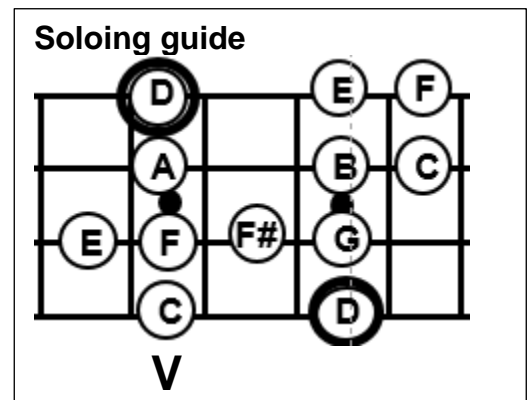 Soloing guide
D E F
A B C
E F F# G
C D
V